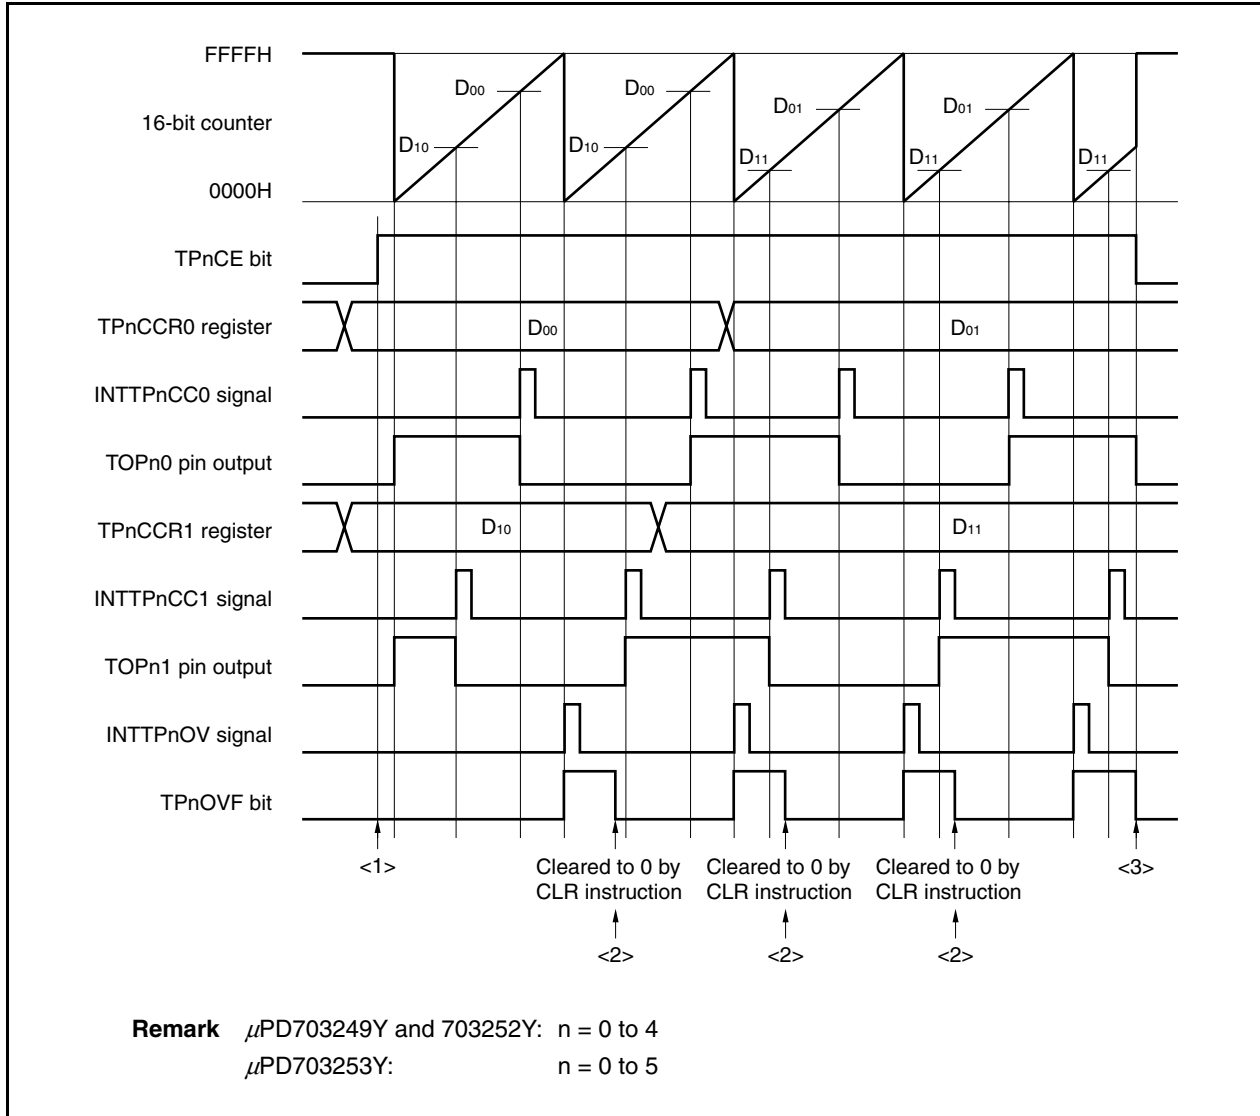 FFFFH
D00
D00
D01
D01
16-bit counter
D10
D10
D11
D11
D11
0000H
TPnCE bit
TPnCCR0 register
D00
D01
INTTPnCC0 signal
TOPn0 pin output
TPnCCR1 register
D10
D11
INTTPnCC1 signal
TOPn1 pin output
INTTPnOV signal
TPnOVF bit
<1>
Cleared to 0 by
CLR instruction
Cleared to 0 by
CLR instruction
Cleared to 0 by
CLR instruction
<3>
<2>
<2>
<2>
Remark μPD703249Y and 703252Y: n = 0 to 4
μPD703253Y: n = 0 to 5